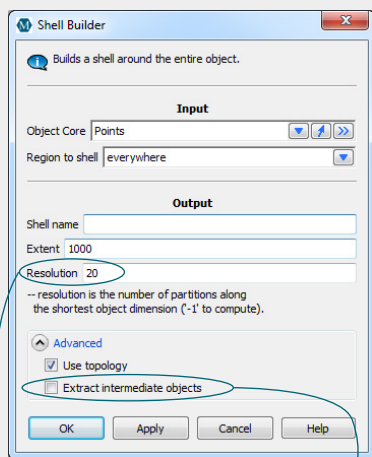 Shell Builder
Builds a shell around the entire object.
Input
Object Core Points
Region to shell everywhere
Output
Shell name
Extent 1000
Resolution 20
-- resolution is the number of partitions along
the shortest object dimension ('-1' to compute).
Advanced
Use topology
Extract intermediate objects
OK Apply Cancel Help